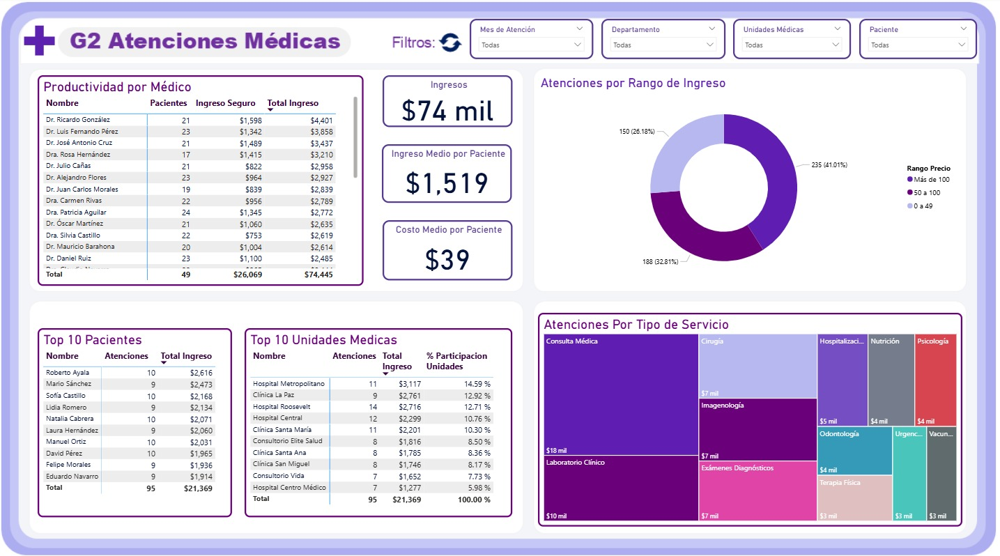 G2 Atenciones Médicas
Filtros:
Mes de Atención
Todas
Departamento
Todas
Unidades Médicas
Todas
Paciente
Todas
Productividad por Médico
Nombre Pacientes Ingreso Seguro Total Ingreso
Dr. Ricardo González 21 $1,598 $4,401
Dr. Luis Fernando Pérez 23 $1,342 $3,858
Dr. José Antonio Cruz 21 $1,489 $3,437
Dra. Rosa Hernández 17 $1,415 $3,210
Dr. Julio Cañas 21 $822 $2,958
Dr. Alejandro Flores 23 $964 $2,927
Dr. Juan Carlos Morales 19 $839 $2,839
Dra. Carmen Rivas 22 $956 $2,789
Dra. Patricia Aguilar 24 $1,345 $2,772
Dr. Óscar Martínez 21 $1,060 $2,635
Dra. Silvia Castillo 22 $753 $2,619
Dr. Mauricio Barahona 20 $1,004 $2,614
Dr. Daniel Ruiz 23 $1,100 $2,485
Total 49 $26,069 $74,445
Ingresos
$74 mil
Ingreso Medio por Paciente
$1,519
Costo Medio por Paciente
$39
Atenciones por Rango de Ingreso
150 (26.18%)
235 (41.01%)
188 (32.81%)
Rango Precio
Más de 100
50 a 100
0 a 49
Top 10 Pacientes
Nombre Atenciones Total Ingreso
Roberto Ayala 10 $2,616
Mario Sánchez 9 $2,473
Sofía Castillo 10 $2,168
Lidia Romero 9 $2,134
Natalia Cabrera 10 $2,071
Laura Hernández 9 $2,060
Manuel Ortiz 10 $2,031
David Pérez 10 $1,965
Felipe Morales 9 $1,936
Eduardo Navarro 9 $1,914
Total 95 $21,369
Top 10 Unidades Medicas
Nombre Atenciones Total % Participacion
Ingreso Unidades
Hospital Metropolitano 11 $3,117 14.59 %
Clínica La Paz 9 $2,761 12.92 %
Hospital Roosevelt 14 $2,716 12.71 %
Hospital Central 12 $2,299 10.76 %
Clínica Santa María 11 $2,201 10.30 %
Consultorio Elite Salud 8 $1,816 8.50 %
Clínica Santa Ana 8 $1,785 8.36 %
Clínica San Miguel 8 $1,746 8.17 %
Consultorio Vida 7 $1,652 7.73 %
Hospital Centro Médico 7 $1,277 5.98 %
Total 95 $21,369 100.00 %
Atenciones Por Tipo de Servicio
Consulta Médica
$18 mil
Laboratorio Clínico
$10 mil
Cirugía
$7 mil
Imagenología
$7 mil
Exámenes Diagnósticos
$7 mil
Hospitalizaci...
$5 mil
Nutrición
$4 mil
Psicología
$4 mil
Odontología
$4 mil
Terapia Física
$3 mil
Urgenc...
$3 mil
Vacun...
$3 mil